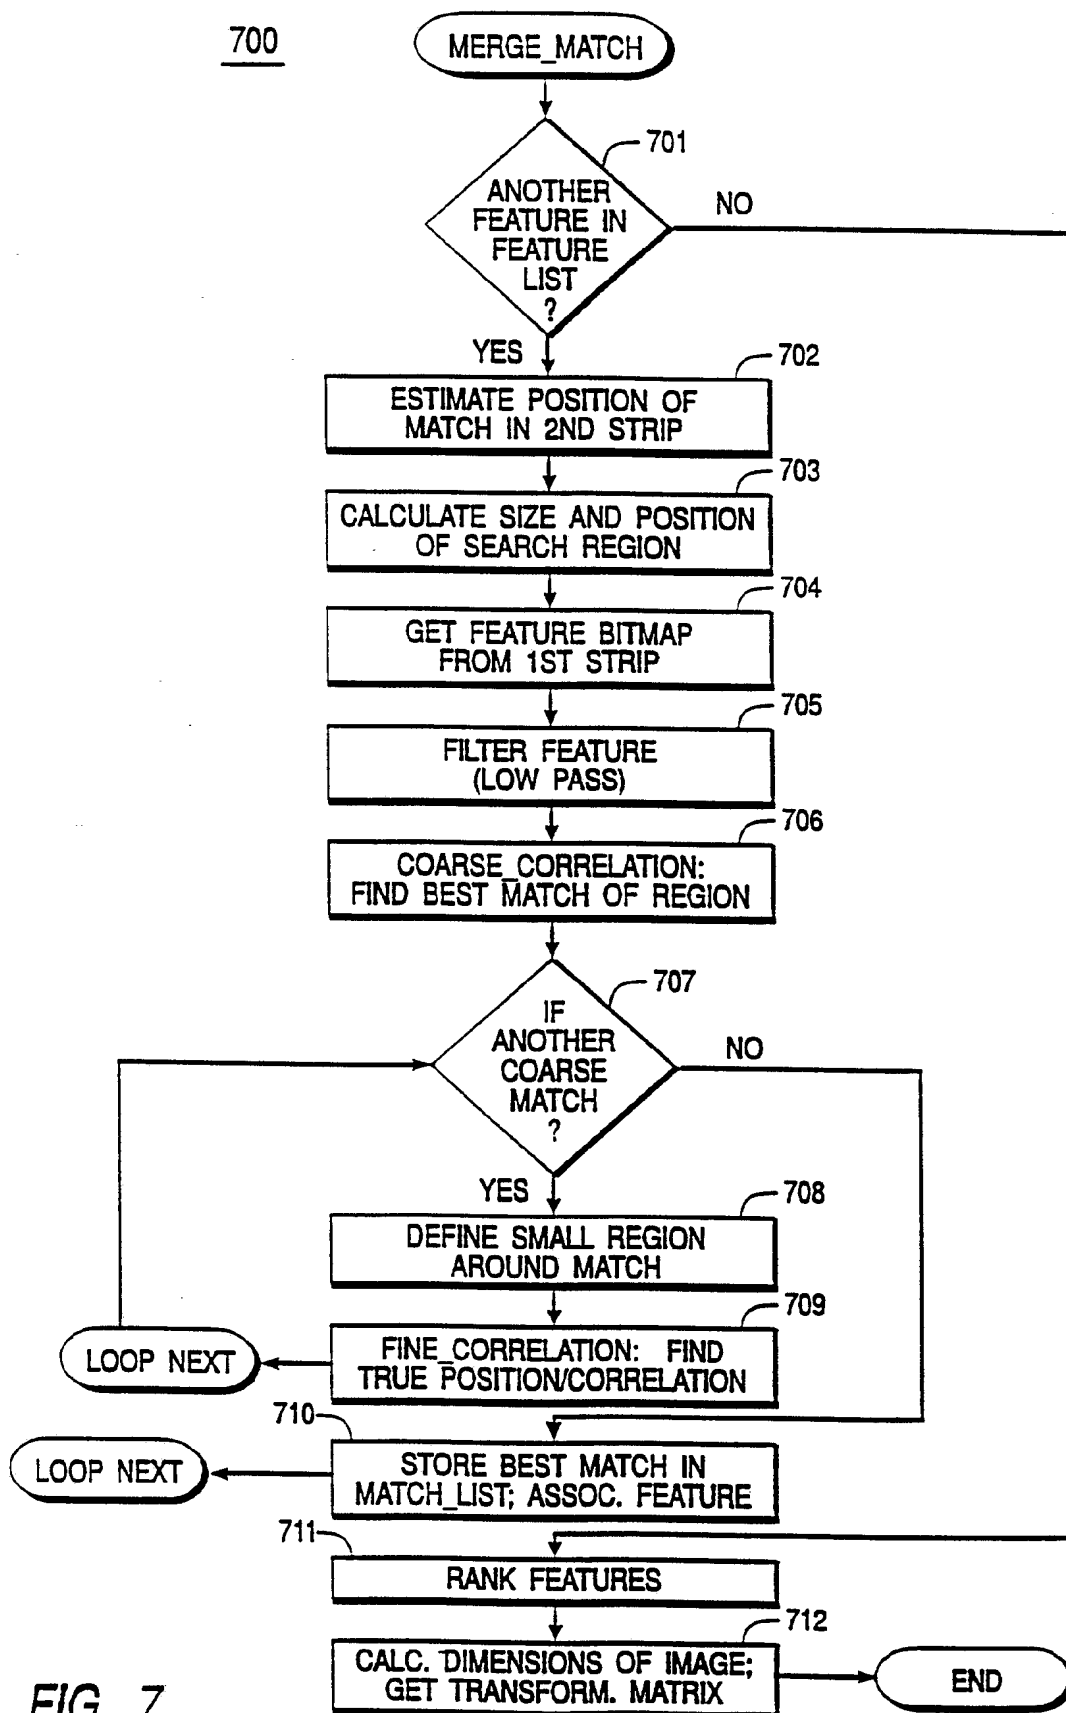 700
MERGE_MATCH
701
ANOTHER
FEATURE IN
FEATURE
LIST
?
NO
YES
702
ESTIMATE POSITION OF
MATCH IN 2ND STRIP
703
CALCULATE SIZE AND POSITION
OF SEARCH REGION
704
GET FEATURE BITMAP
FROM 1ST STRIP
705
FILTER FEATURE
(LOW PASS)
706
COARSE_CORRELATION:
FIND BEST MATCH OF REGION
707
IF
ANOTHER
COARSE
MATCH
?
NO
YES
708
DEFINE SMALL REGION
AROUND MATCH
709
FINE_CORRELATION: FIND
TRUE POSITION/CORRELATION
LOOP NEXT
710
STORE BEST MATCH IN
MATCH_LIST; ASSOC. FEATURE
LOOP NEXT
711
RANK FEATURES
712
CALC. DIMENSIONS OF IMAGE;
GET TRANSFORM. MATRIX
END
FIG. 7